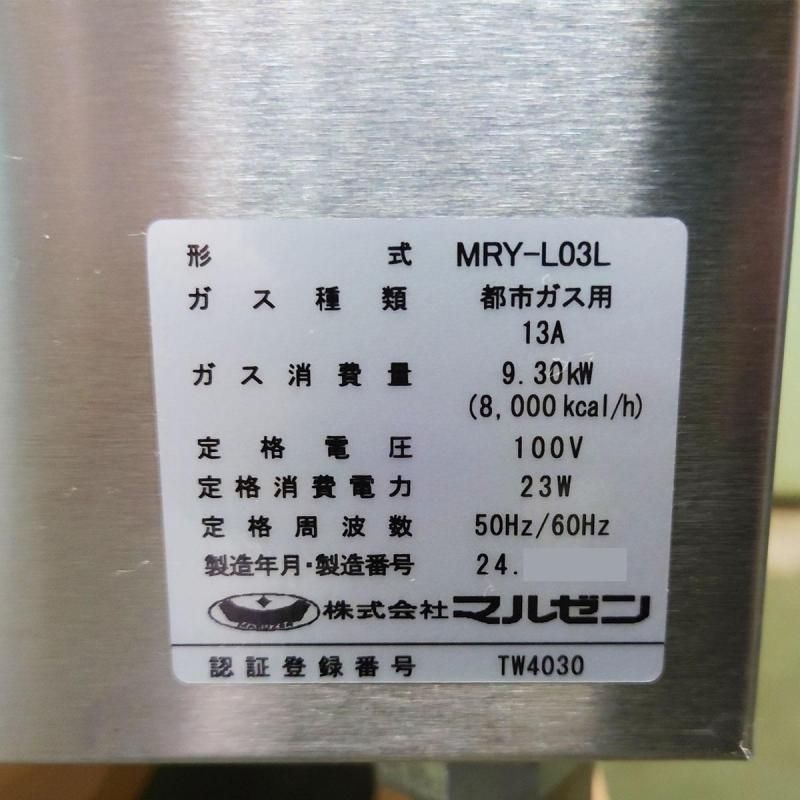 形式 MRY-L03L
ガス種類 都市ガス用
13A
ガス消費量 9.30kW
(8,000kcal/h)
定格電圧 100V
定格消費電力 23W
定格周波数 50Hz/60Hz
製造年月・製造番号 24.
MARUZEN 株式会社マルゼン
認証登録番号 TW4030